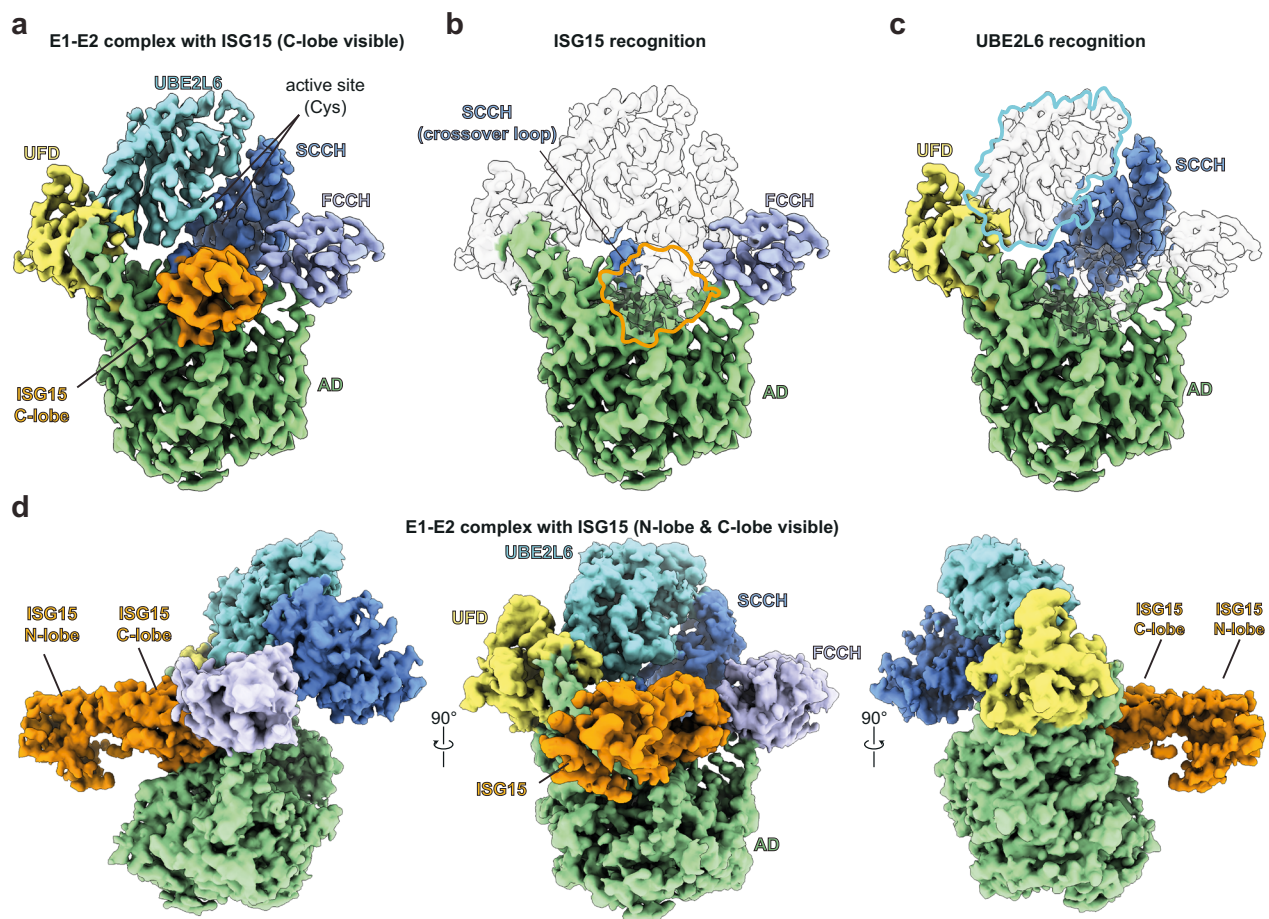 a
E1-E2 complex with ISG15 (C-lobe visible)
UBE2L6
active site
(Cys)
SCCH
UFD
FCCH
ISG15
C-lobe
AD
b
ISG15 recognition
SCCH
(crossover loop)
FCCH
AD
c
UBE2L6 recognition
UFD
SCCH
AD
d
E1-E2 complex with ISG15 (N-lobe & C-lobe visible)
ISG15
N-lobe
ISG15
C-lobe
90°
UBE2L6
UFD
SCCH
FCCH
ISG15
AD
90°
ISG15
C-lobe
ISG15
N-lobe